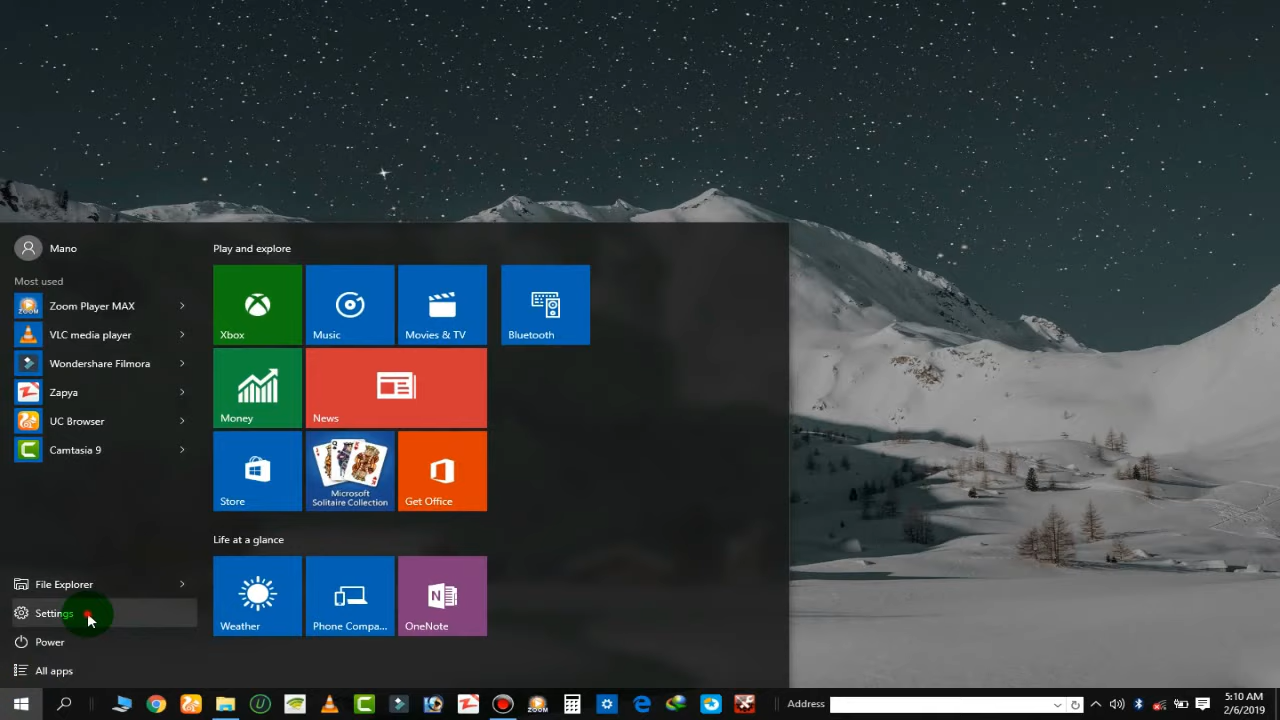 Mano
Most used
Zoom Player MAX
VLC media player
Wondershare Filmora
Zapya
UC Browser
Camtasia 9
File Explorer
Settings
Power
All apps
Play and explore
Xbox
Music
Movies & TV
Bluetooth
Money
News
Store
Microsoft
Solitaire Collection
Get Office
Life at a glance
Weather
Phone Compa...
OneNote
Address
5:10 AM
2/6/2019